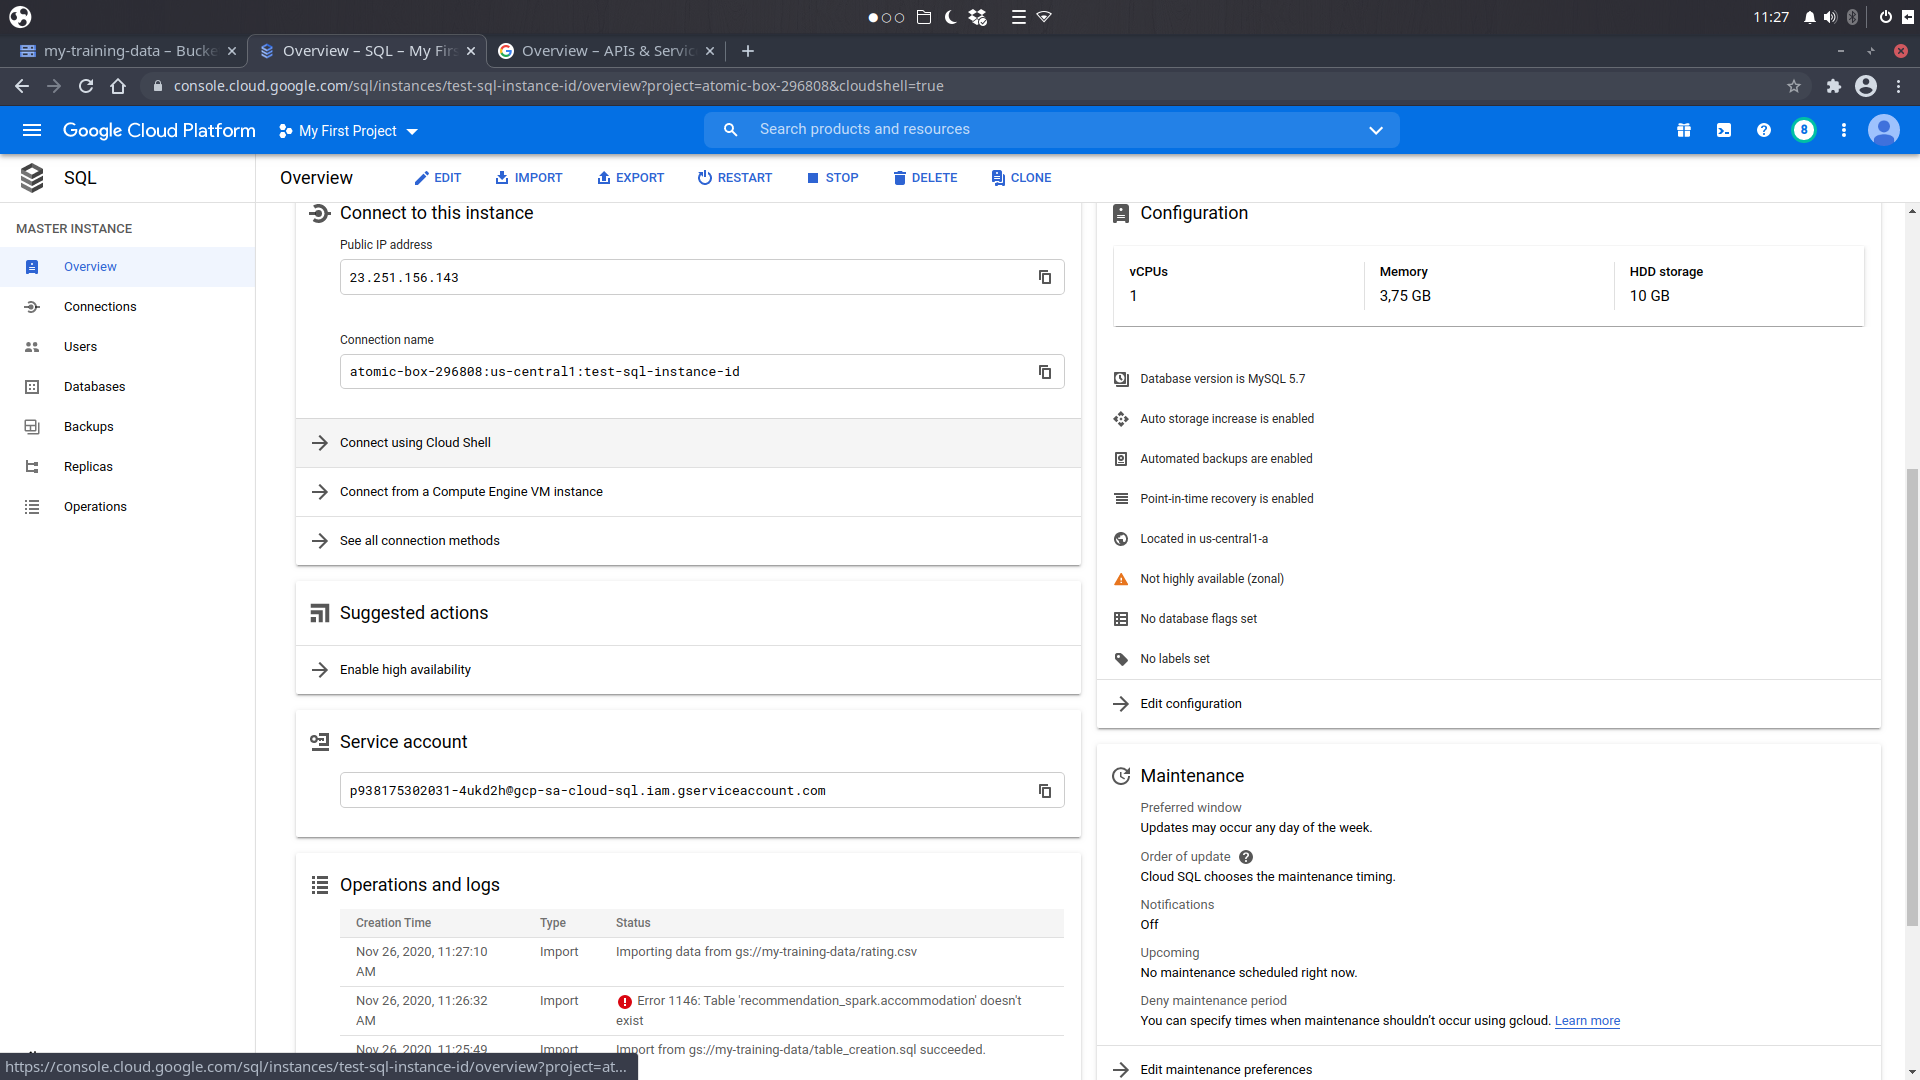 11:27
my-training-data – Bucke
Overview – SQL – My Firs
Overview – APIs & Servic
console.cloud.google.com/sql/instances/test-sql-instance-id/overview?project=atomic-box-296808&cloudshell=true
Google Cloud Platform
My First Project
Search products and resources
8
SQL
Overview
EDIT
IMPORT
EXPORT
RESTART
STOP
DELETE
CLONE
MASTER INSTANCE
Overview
Connections
Users
Databases
Backups
Replicas
Operations
Connect to this instance
Public IP address
23.251.156.143
Connection name
atomic-box-296808:us-central1:test-sql-instance-id
Connect using Cloud Shell
Connect from a Compute Engine VM instance
See all connection methods
Suggested actions
Enable high availability
Service account
p938175302031-4ukd2h@gcp-sa-cloud-sql.iam.gserviceaccount.com
Operations and logs
Creation Time Type Status
Nov 26, 2020, 11:27:10 Import Importing data from gs://my-training-data/rating.csv
AM
Nov 26, 2020, 11:26:32 Import Error 1146: Table 'recommendation_spark.accommodation' doesn't
AM exist
Nov 26, 2020, 11:25:49 Import Import from gs://my-training-data/table_creation.sql succeeded.
Configuration
vCPUs Memory HDD storage
1 3,75 GB 10 GB
Database version is MySQL 5.7
Auto storage increase is enabled
Automated backups are enabled
Point-in-time recovery is enabled
Located in us-central1-a
Not highly available (zonal)
No database flags set
No labels set
Edit configuration
Maintenance
Preferred window
Updates may occur any day of the week.
Order of update
Cloud SQL chooses the maintenance timing.
Notifications
Off
Upcoming
No maintenance scheduled right now.
Deny maintenance period
You can specify times when maintenance shouldn't occur using gcloud. Learn more
Edit maintenance preferences
https://console.cloud.google.com/sql/instances/test-sql-instance-id/overview?project=at...